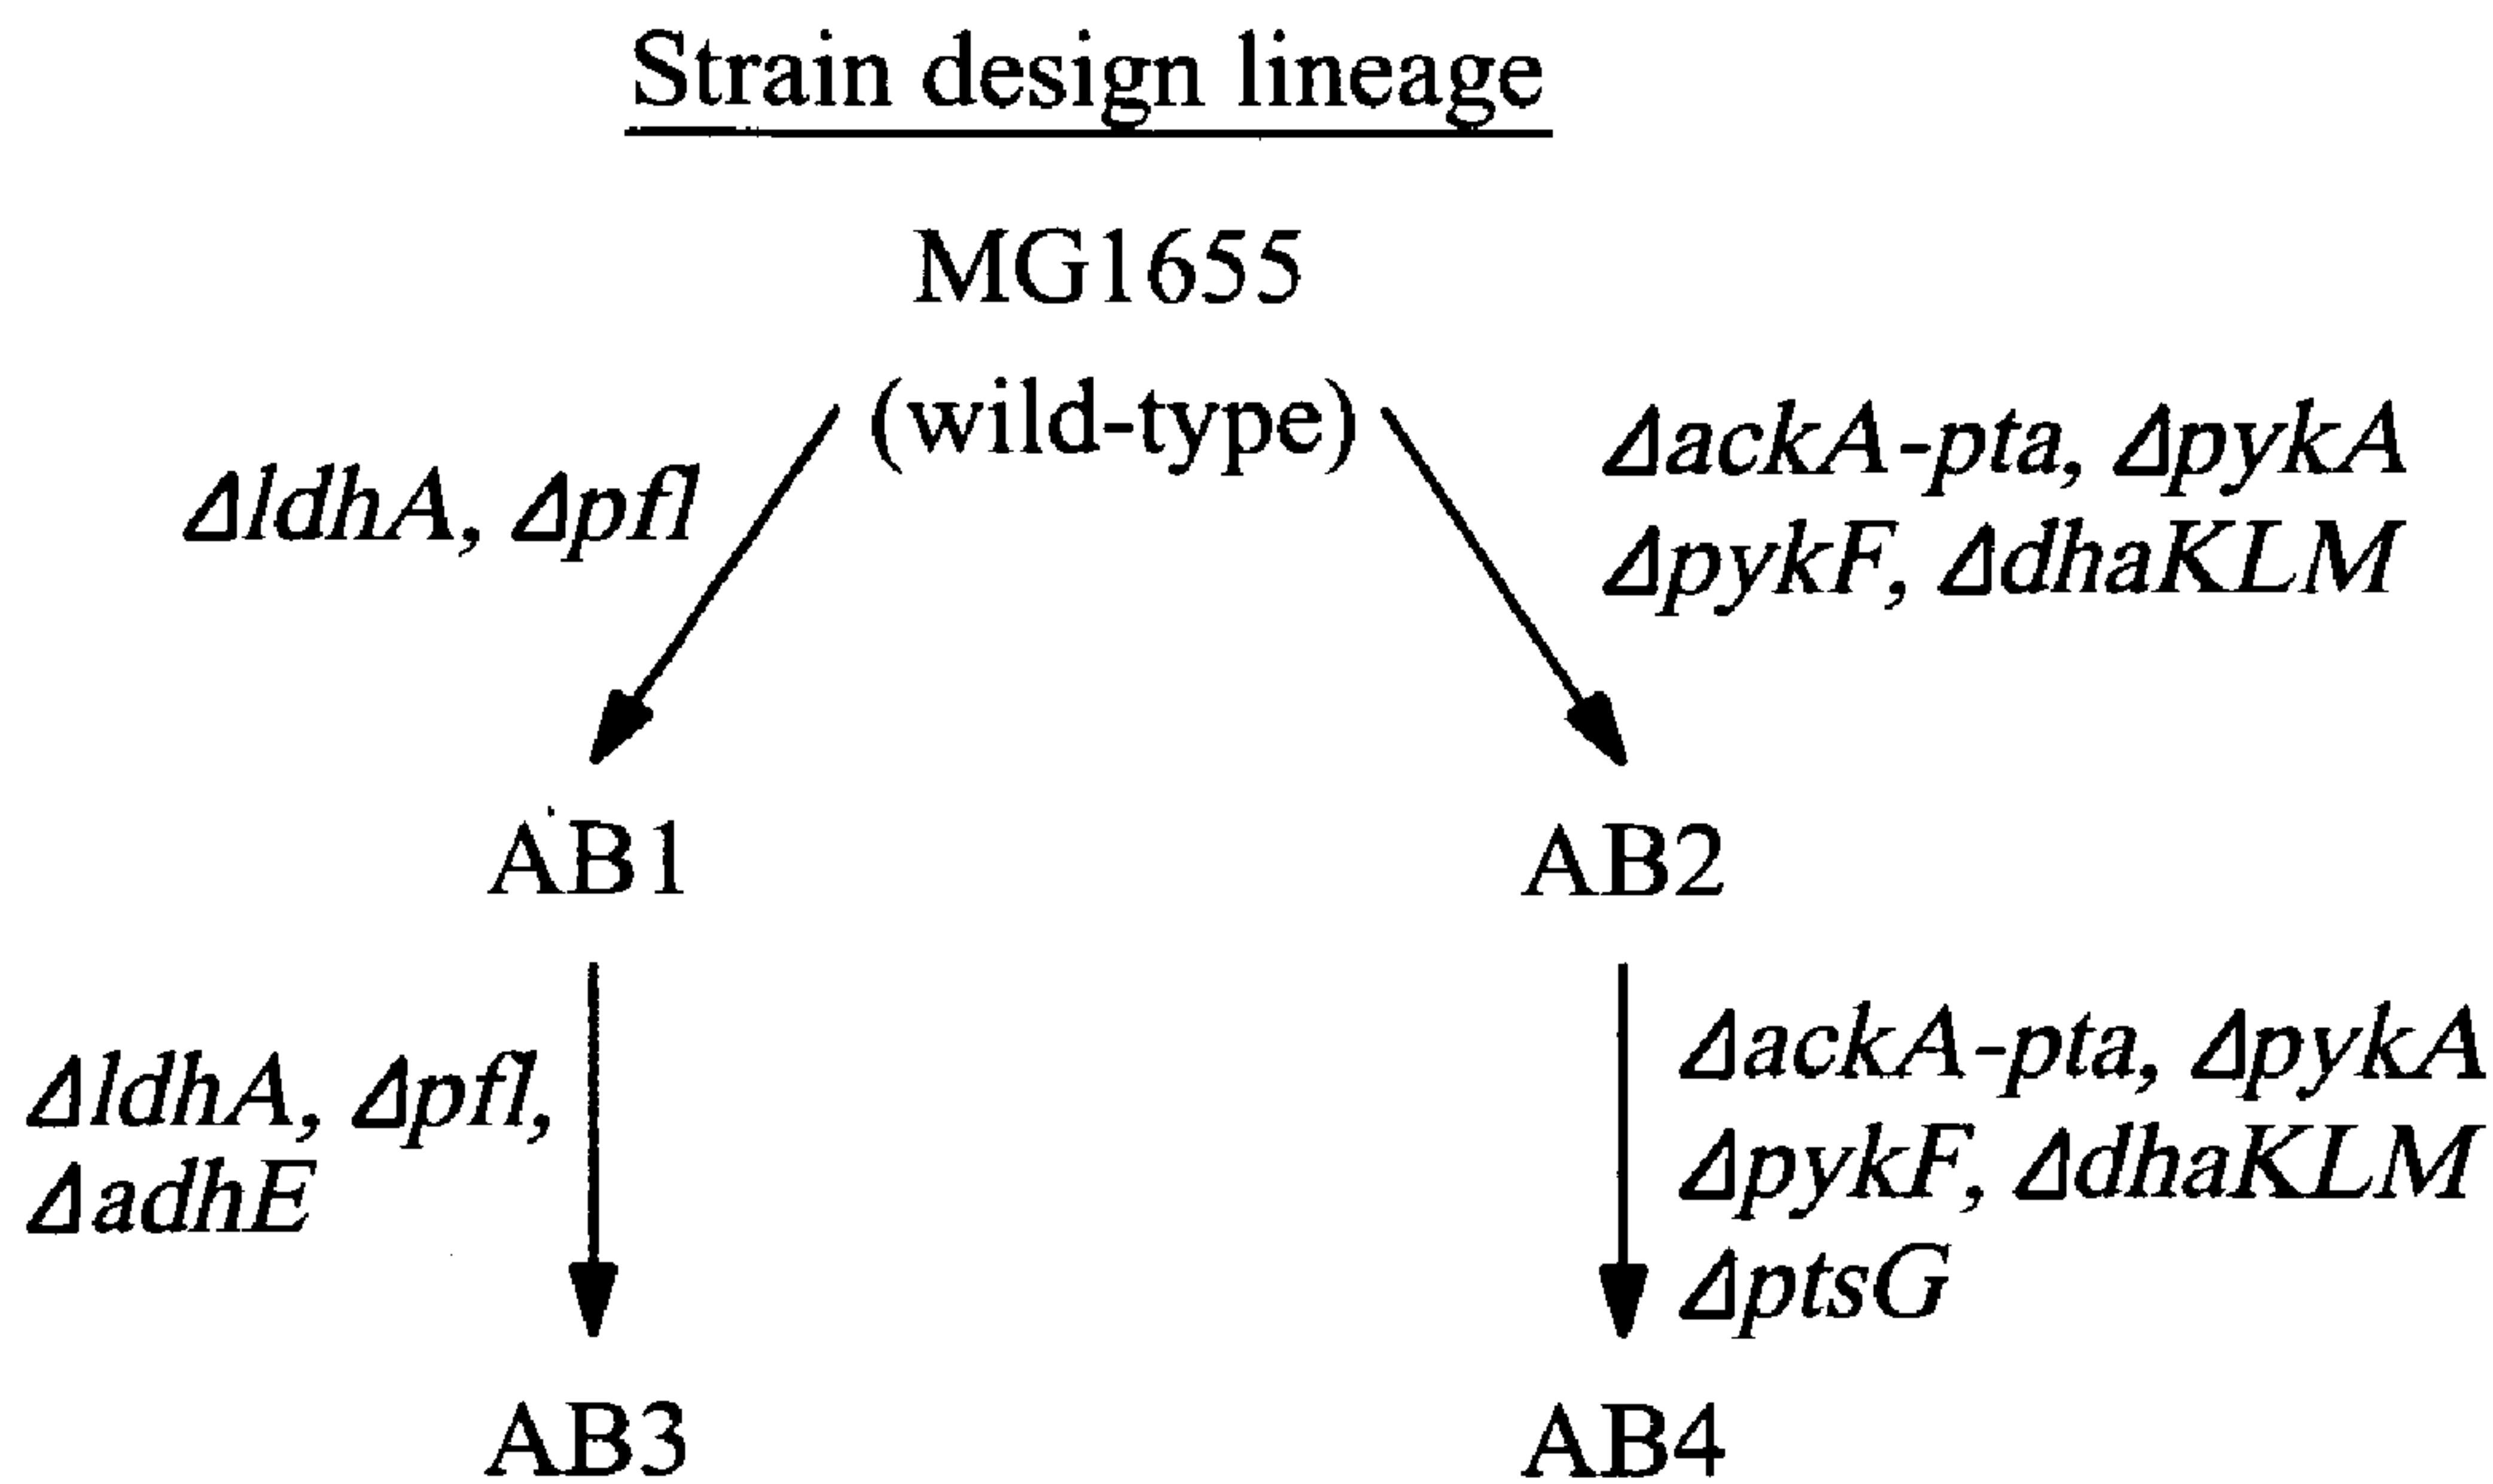 Strain design lineage
MG1655
(wild-type)
ΔldhA, Δpfl
ΔackA-pta, ΔpykA
ΔpykF, ΔdhaKLM
AB1
AB2
ΔldhA, Δpfl,
ΔadhE
ΔackA-pta, ΔpykA
ΔpykF, ΔdhaKLM
ΔptsG
AB3
AB4